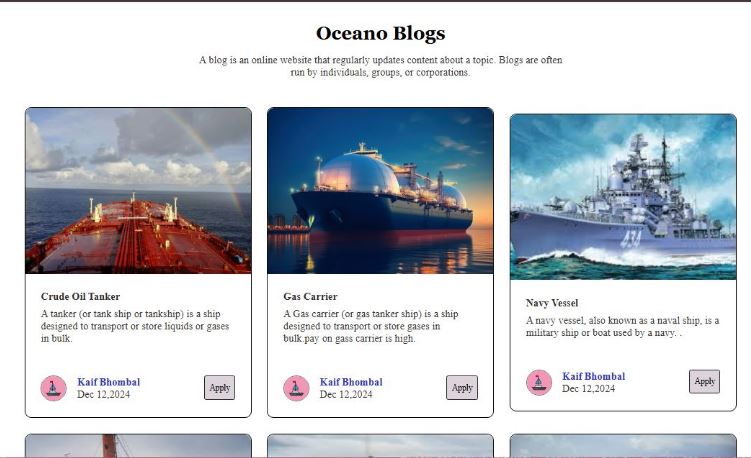 Oceano Blogs
A blog is an online website that regularly updates content about a topic. Blogs are often
run by individuals, groups, or corporations.
Crude Oil Tanker
A tanker (or tank ship or tankship) is a ship
designed to transport or store liquids or gases
in bulk.
Kaif Bhombal
Dec 12,2024
Apply
Gas Carrier
A Gas carrier (or gas tanker ship) is a ship
designed to transport or store gases in
bulk.pay on gass carrier is high.
Kaif Bhombal
Dec 12,2024
Apply
434
Navy Vessel
A navy vessel, also known as a naval ship, is a
military ship or boat used by a navy. .
Kaif Bhombal
Dec 12,2024
Apply